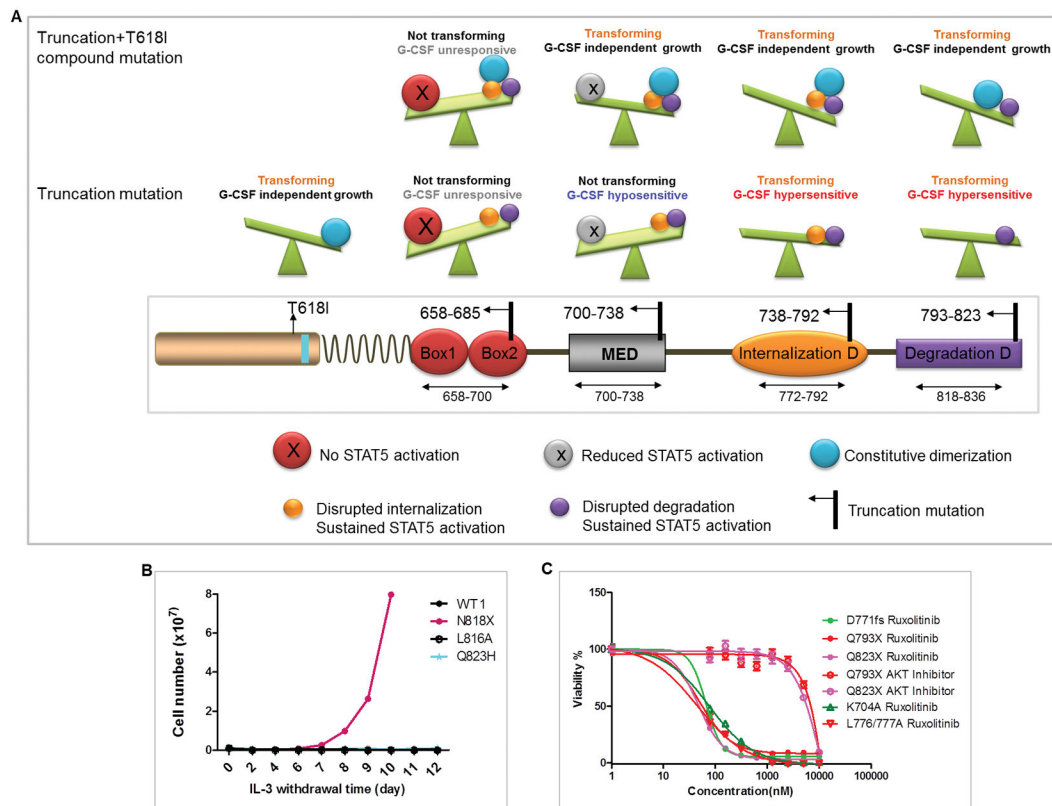 A
Truncation+T618I
compound mutation
Not transforming
G-CSF unresponsive
Transforming
G-CSF independent growth
Transforming
G-CSF independent growth
Transforming
G-CSF independent growth
X
X
Truncation mutation
Transforming
G-CSF independent growth
Not transforming
G-CSF unresponsive
Not transforming
G-CSF hyposensitive
Transforming
G-CSF hypersensitive
Transforming
G-CSF hypersensitive
X
X
T618I
658-685
700-738
738-792
793-823
Box1
Box2
MED
Internalization D
Degradation D
658-700
700-738
772-792
818-836
X
No STAT5 activation
X
Reduced STAT5 activation
Constitutive dimerization
Disrupted internalization
Sustained STAT5 activation
Disrupted degradation
Sustained STAT5 activation
Truncation mutation
B
Cell number (x10⁷)
8
6
4
2
0
0
2
4
6
7
8
9
10
11
12
IL-3 withdrawal time (day)
WT1
N818X
L816A
Q823H
C
Viability %
150
100
50
0
1
10
100
1000
10000
100000
Concentration(nM)
D771fs Ruxolitinib
Q793X Ruxolitinib
Q823X Ruxolitinib
Q793X AKT Inhibitor
Q823X AKT Inhibitor
K704A Ruxolitinib
L776/777A Ruxolitinib